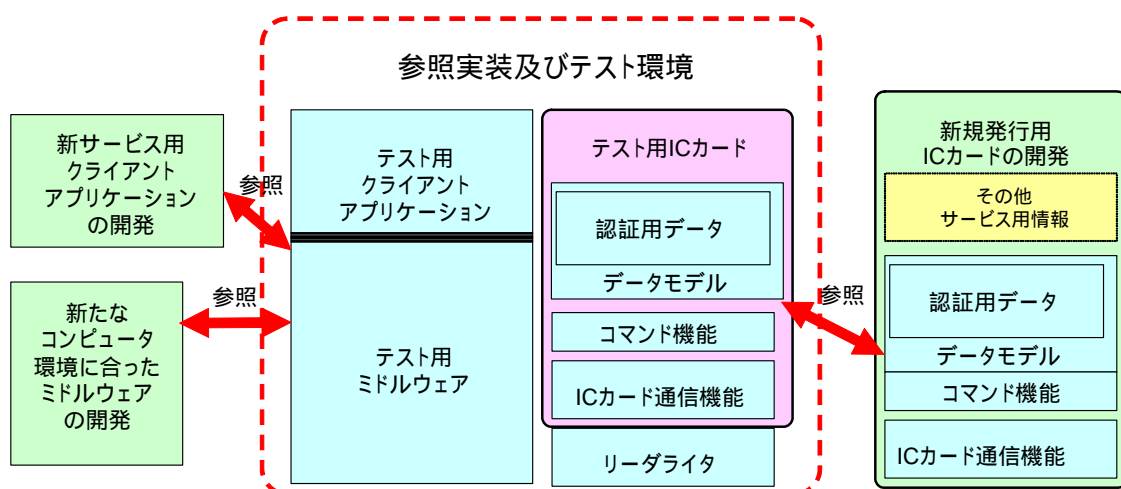 参照実装及びテスト環境
新サービス用
クライアント
アプリケーション
の開発
参照
新たな
コンピュータ
環境に合った
ミドルウェア
の開発
参照
テスト用
クライアント
アプリケーション
テスト用
ミドルウェア
テスト用ICカード
認証用データ
データモデル
コマンド機能
ICカード通信機能
リーダライタ
参照
新規発行用
ICカードの開発
その他
サービス用情報
認証用データ
データモデル
コマンド機能
ICカード通信機能